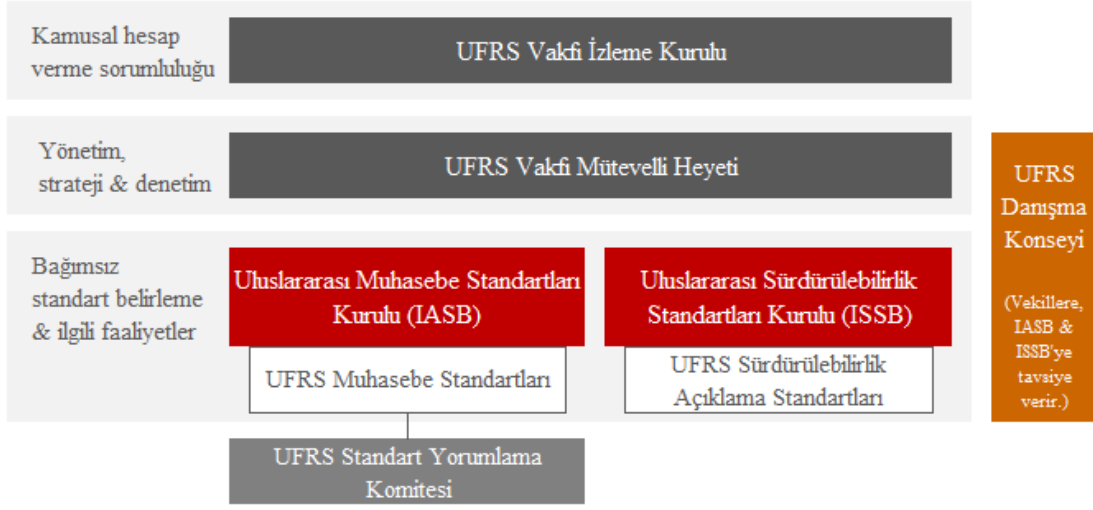 Kamusal hesap
verme sorumluluğu
UFRS Vakfi İzleme Kurulu
Yönetim,
strateji & denetim
UFRS Vakfi Mütevelli Heyeti
Bağımsız
standart belirleme
& ilgili faaliyetler
Uluslararası Muhasebe Standartları
Kurulu (IASB)
UFRS Muhasebe Standartları
UFRS Standart Yorumlama
Komitesi
Uluslararası Sürdürülebilirlik
Standartları Kurulu (ISSB)
UFRS Sürdürülebilirlik
Açıklama Standartları
UFRS
Danışma
Konseyi
(Vekillere,
IASB &
ISSB'ye
tavsiye
verir.)